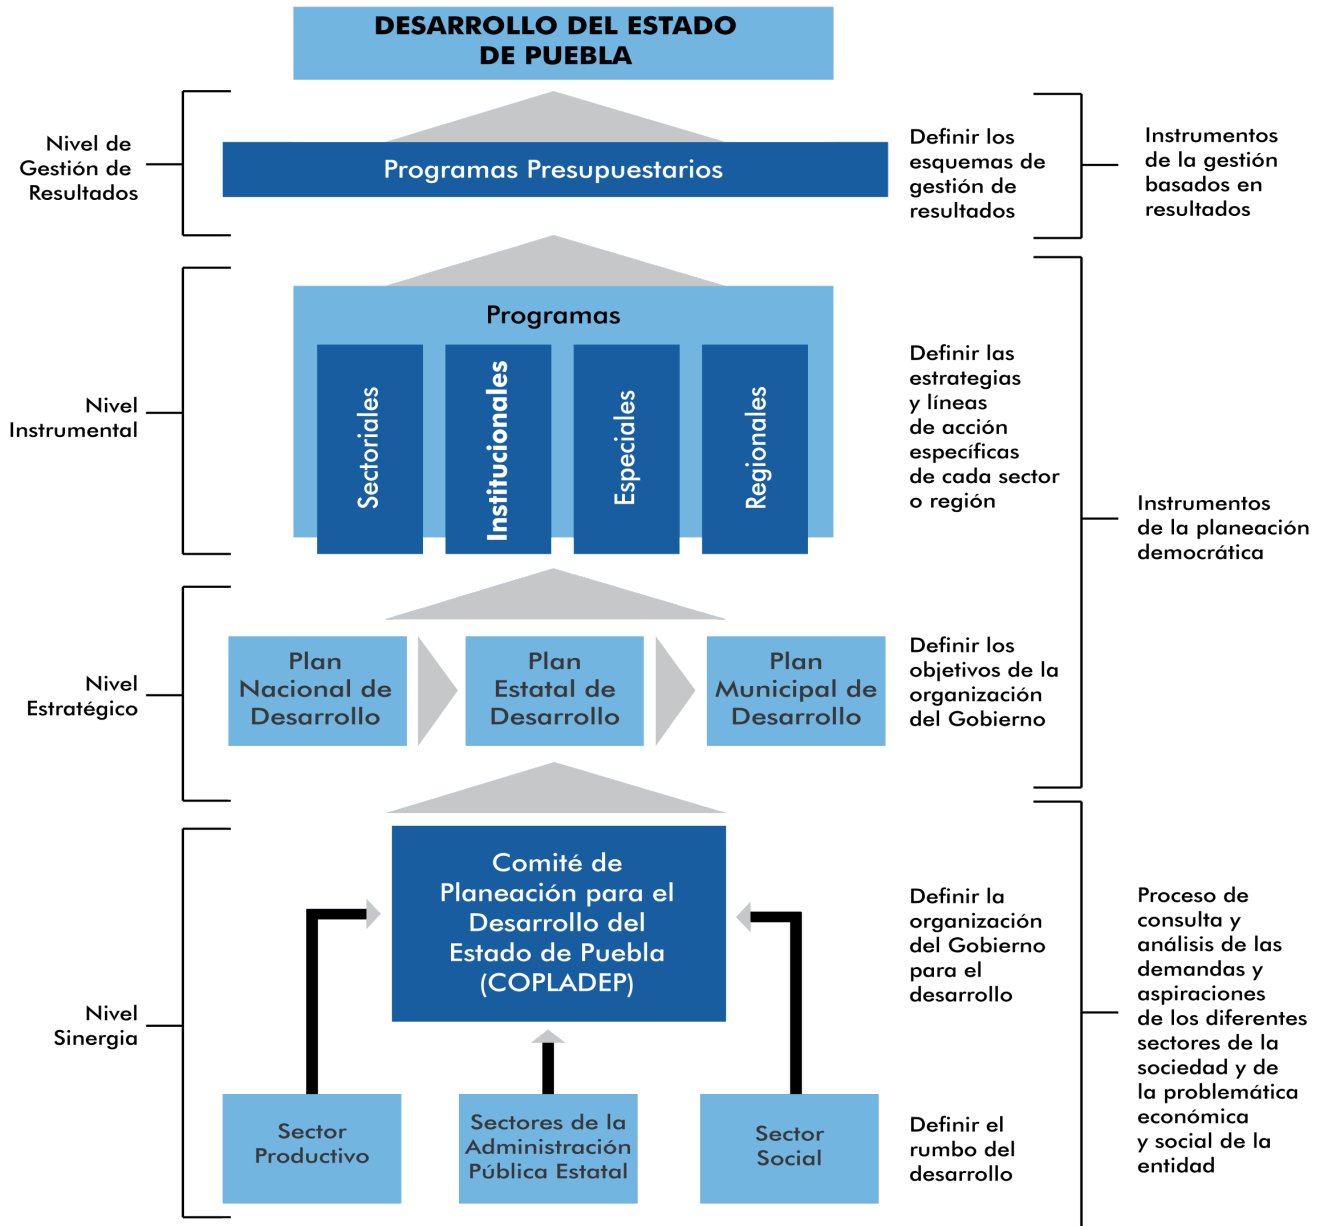 DESARROLLO DEL ESTADO
DE PUEBLA
Nivel de
Gestión de
Resultados
Programas Presupuestarios
Definir los
esquemas de
gestión de
resultados
Instrumentos
de la gestión
basados en
resultados
Nivel
Instrumental
Programas
Sectoriales
Institucionales
Especiales
Regionales
Definir las
estrategias
y líneas
de acción
específicas
de cada sector
o región
Instrumentos
de la planeación
democrática
Nivel
Estratégico
Plan
Nacional de
Desarrollo
Plan
Estatal de
Desarrollo
Plan
Municipal de
Desarrollo
Definir los
objetivos de la
organización
del Gobierno
Nivel
Sinergia
Comité de
Planeación para el
Desarrollo del
Estado de Puebla
(COPLADEP)
Definir la
organización
del Gobierno
para el
desarrollo
Proceso de
consulta y
análisis de las
demandas y
aspiraciones
de los diferentes
sectores de la
sociedad y de
la problemática
económica
y social de la
entidad
Sector
Productivo
Sectores de la
Administración
Pública Estatal
Sector
Social
Definir el
rumbo del
desarrollo